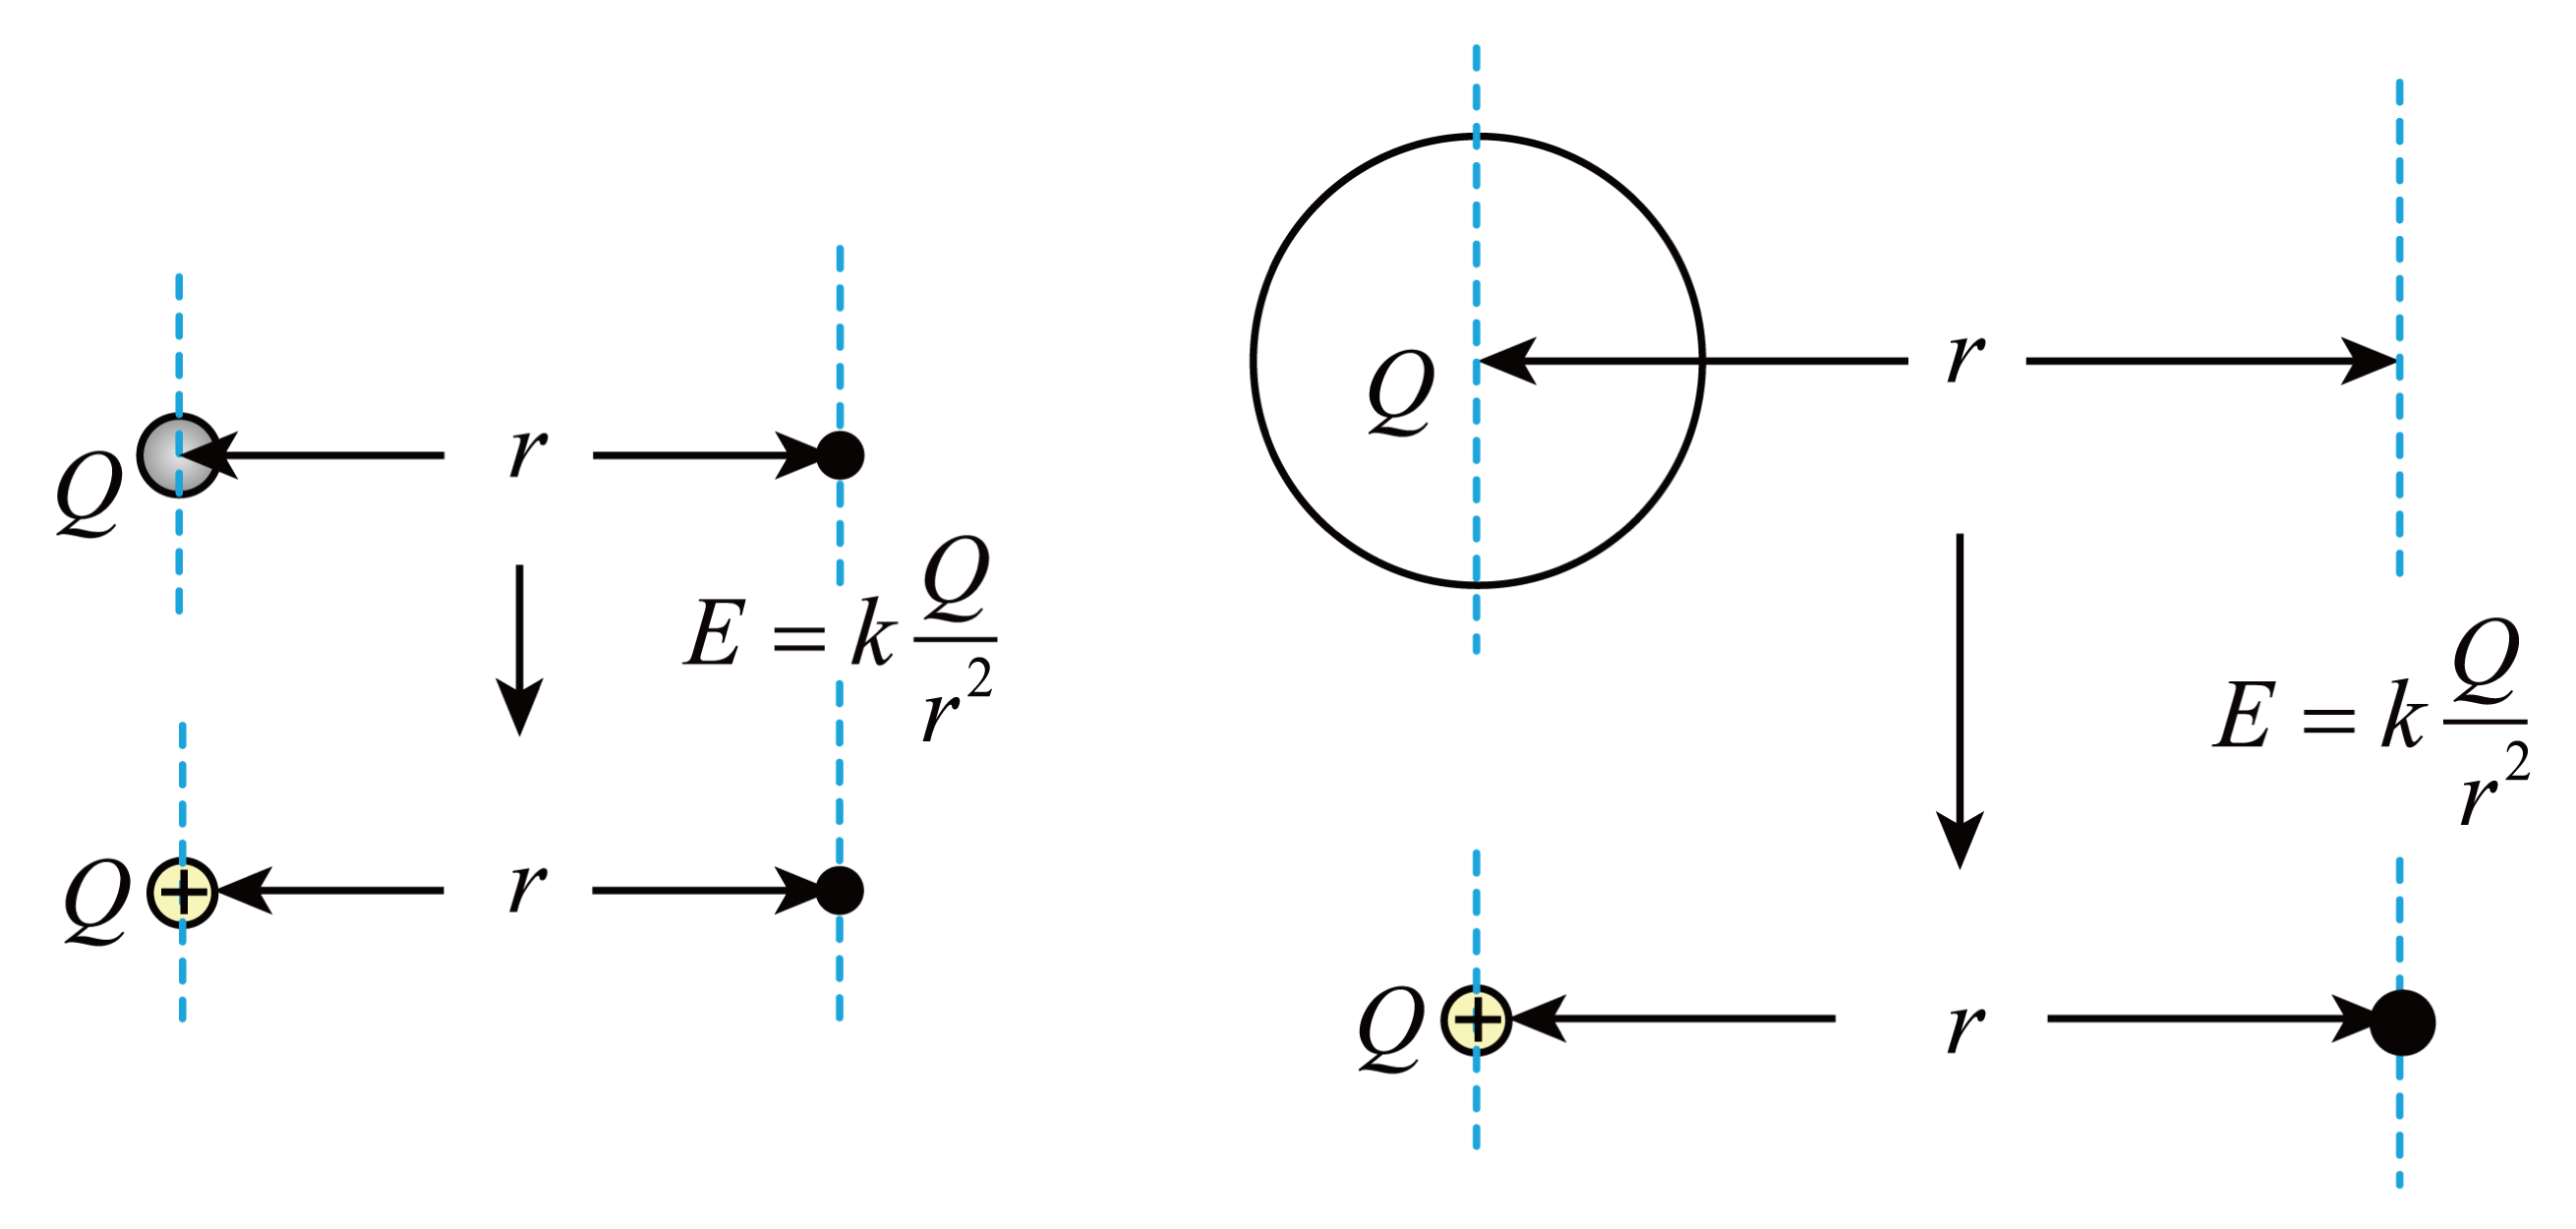 Q r
E = k Q/r²
Q r
Q r
E = k Q/r²
Q r